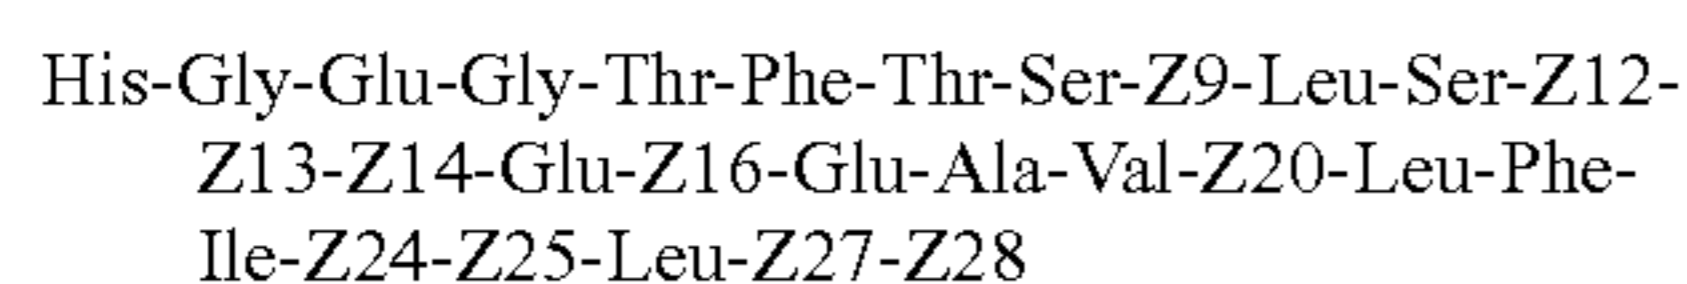 His-Gly-Glu-Gly-Thr-Phe-Thr-Ser-Z9-Leu-Ser-Z12-
Z13-Z14-Glu-Z16-Glu-Ala-Val-Z20-Leu-Phe-
Ile-Z24-Z25-Leu-Z27-Z28